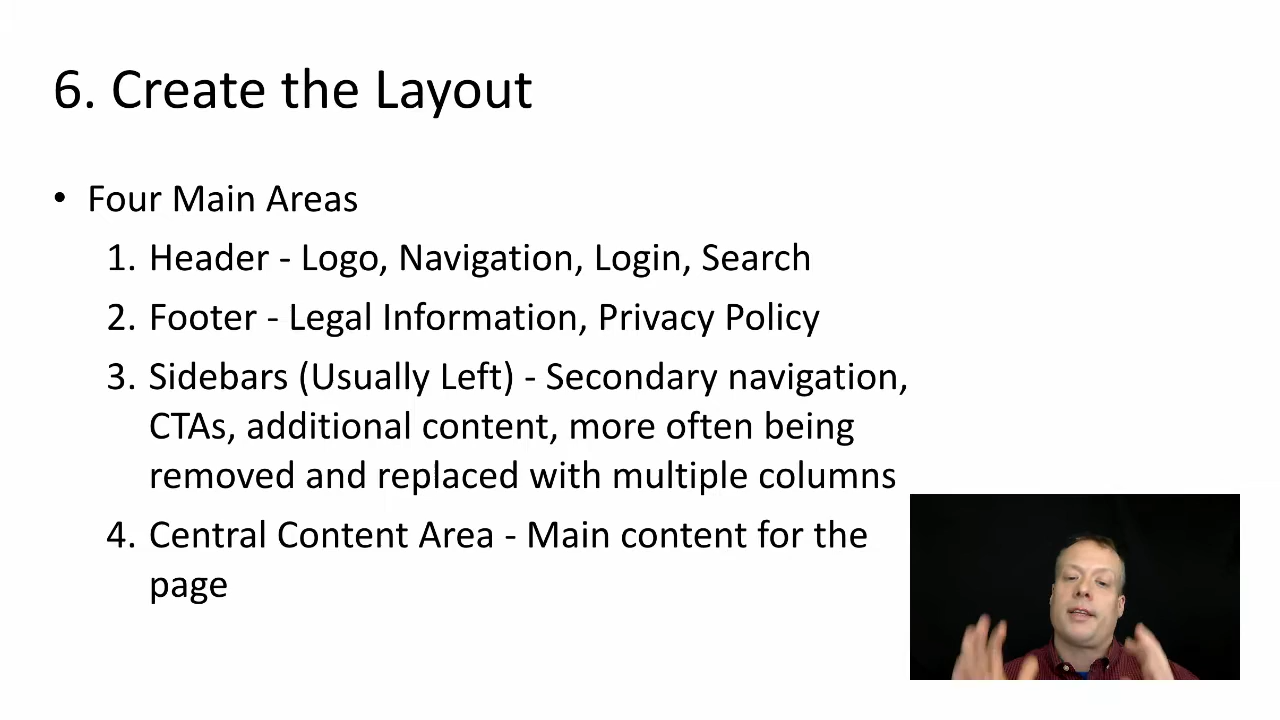 6. Create the Layout
• Four Main Areas
1. Header - Logo, Navigation, Login, Search
2. Footer - Legal Information, Privacy Policy
3. Sidebars (Usually Left) - Secondary navigation,
CTAs, additional content, more often being
removed and replaced with multiple columns
4. Central Content Area - Main content for the
page